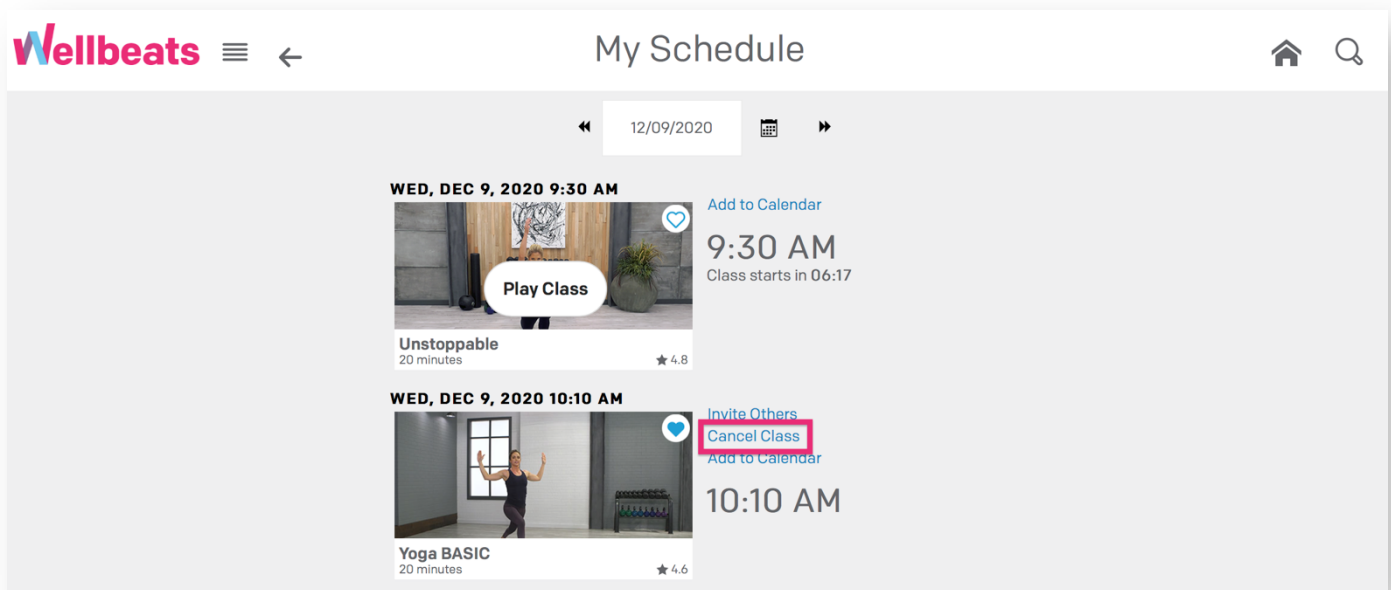 Wellbeats
My Schedule
12/09/2020
WED, DEC 9, 2020 9:30 AM
Add to Calendar
9:30 AM
Class starts in 06:17
Play Class
Unstoppable
20 minutes
4.8
WED, DEC 9, 2020 10:10 AM
Invite Others
Cancel Class
Add to Calendar
10:10 AM
Yoga BASIC
20 minutes
4.6